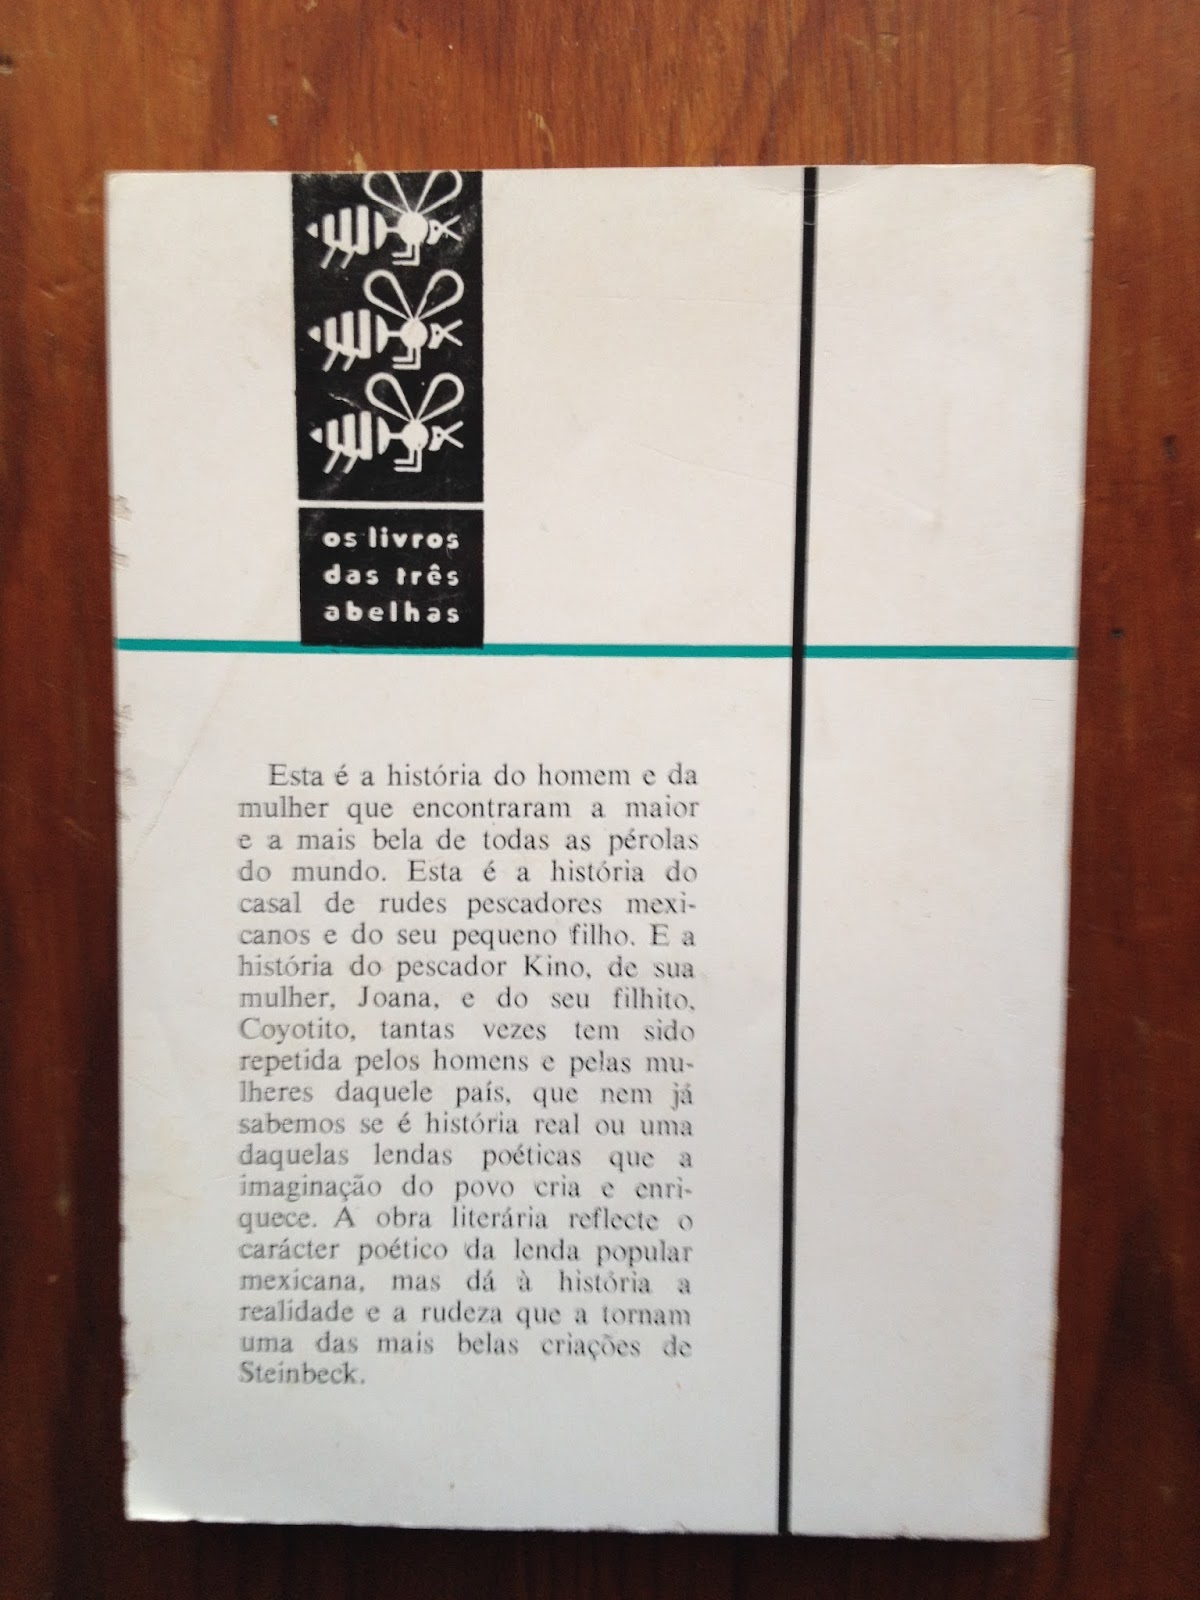 os livros
das três
abelhas
Esta é a história do homem e da
mulher que encontraram a maior
e a mais bela de todas as pérolas
do mundo. Esta é a história do
casal de rudes pescadores mexi-
canos e do seu pequeno filho. E a
história do pescador Kino, de sua
mulher, Joana, e do seu filhito,
Coyotito, tantas vezes tem sido
repetida pelos homens e pelas mu-
lheres daquele país, que nem já
sabemos se é história real ou uma
daquelas lendas poéticas que a
imaginação do povo cria e enri-
quece. A obra literária reflecte o
carácter poético da lenda popular
mexicana, mas dá à história a
realidade e a rudeza que a tornam
uma das mais belas criações de
Steinbeck.